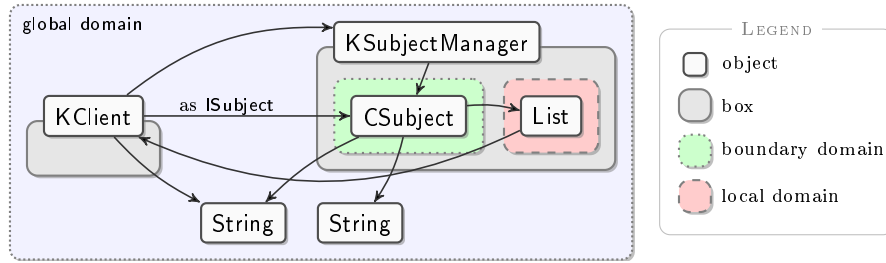 global domain
KSubjectManager
KClient
as ISubject
CSubject
List
String
String
LEGEND
object
box
boundary domain
local domain